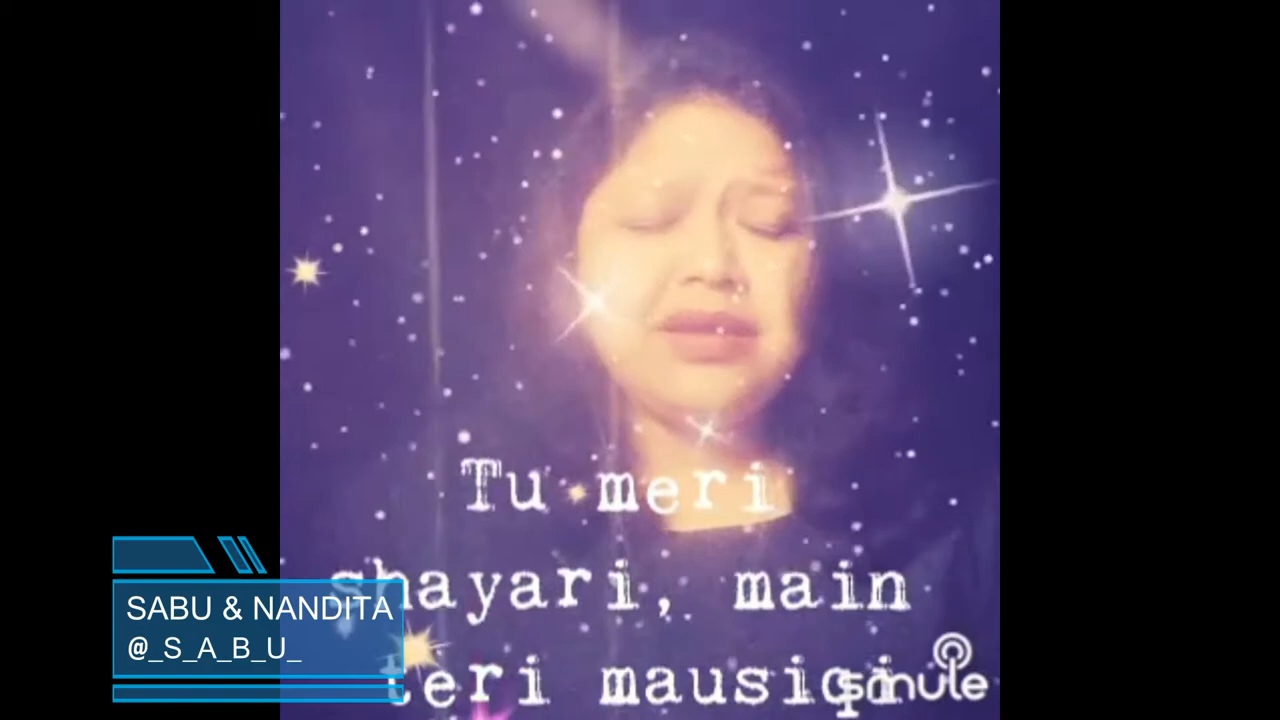 Tu meri
shayari, main
teri mausiqi
smule
SABU & NANDITA
@_S_A_B_U_